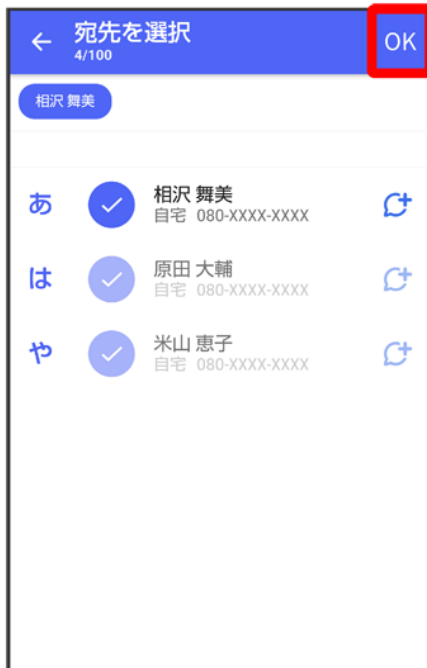 宛先を選択
4/100
OK
相沢 舞美
あ
相沢 舞美
自宅 080-XXXX-XXXX
は
原田 大輔
自宅 080-XXXX-XXXX
や
米山 恵子
自宅 080-XXXX-XXXX